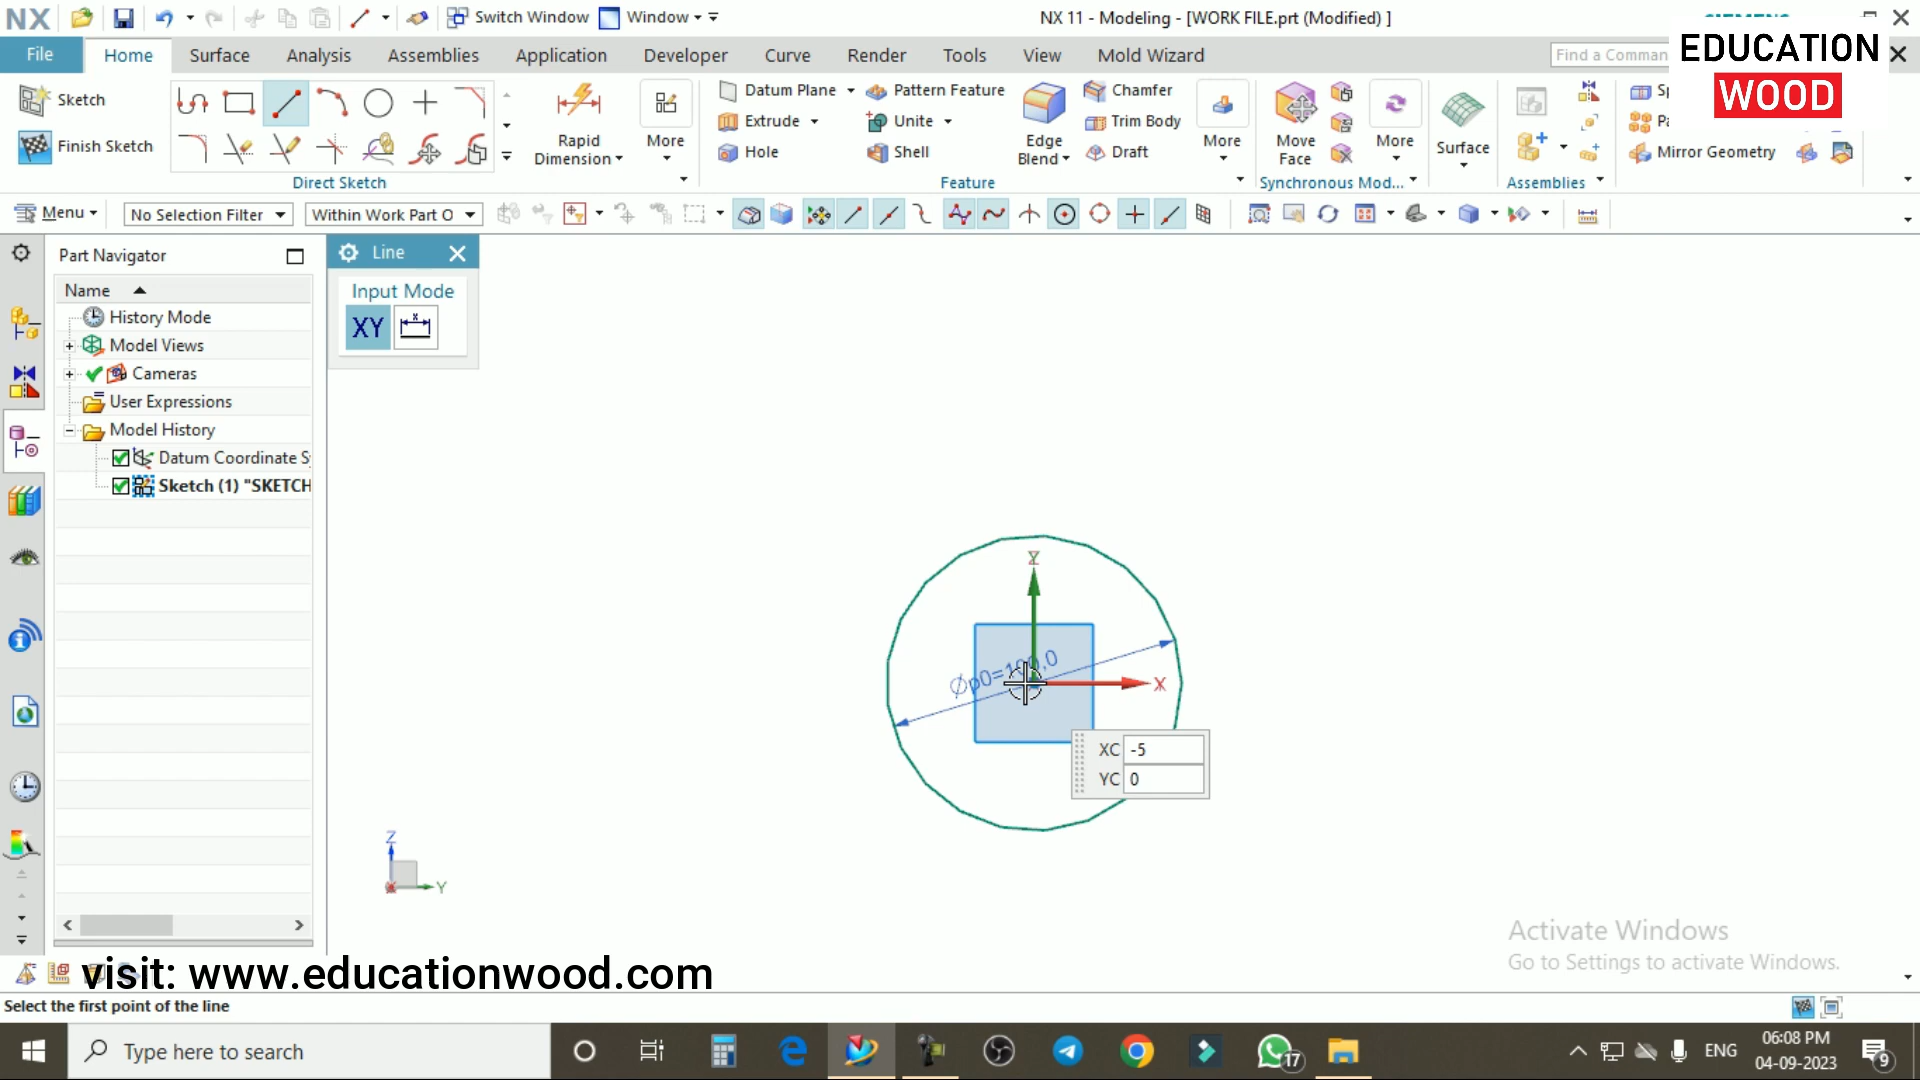 NX
Switch Window
Window
NX 11 - Modeling - [WORK FILE.prt (Modified) ]
File
Home
Surface
Analysis
Assemblies
Application
Developer
Curve
Render
Tools
View
Mold Wizard
Find a Comman
EDUCATION
WOOD
Sketch
Finish Sketch
Direct Sketch
Rapid
Dimension
More
Datum Plane
Extrude
Hole
Pattern Feature
Unite
Shell
Edge
Blend
Chamfer
Trim Body
Draft
More
Feature
Move
Face
More
Synchronous Mod...
Surface
Assemblies
Mirror Geometry
Menu
No Selection Filter
Within Work Part O
Part Navigator
Name
History Mode
Model Views
Cameras
User Expressions
Model History
Datum Coordinate S
Sketch (1) "SKETCH
Line
Input Mode
XY
Y
X
XC -5
YC 0
Z
Y
Activate Windows
Go to Settings to activate Windows.
visit: www.educationwood.com
Select the first point of the line
Type here to search
17
ENG
06:08 PM
04-09-2023
9